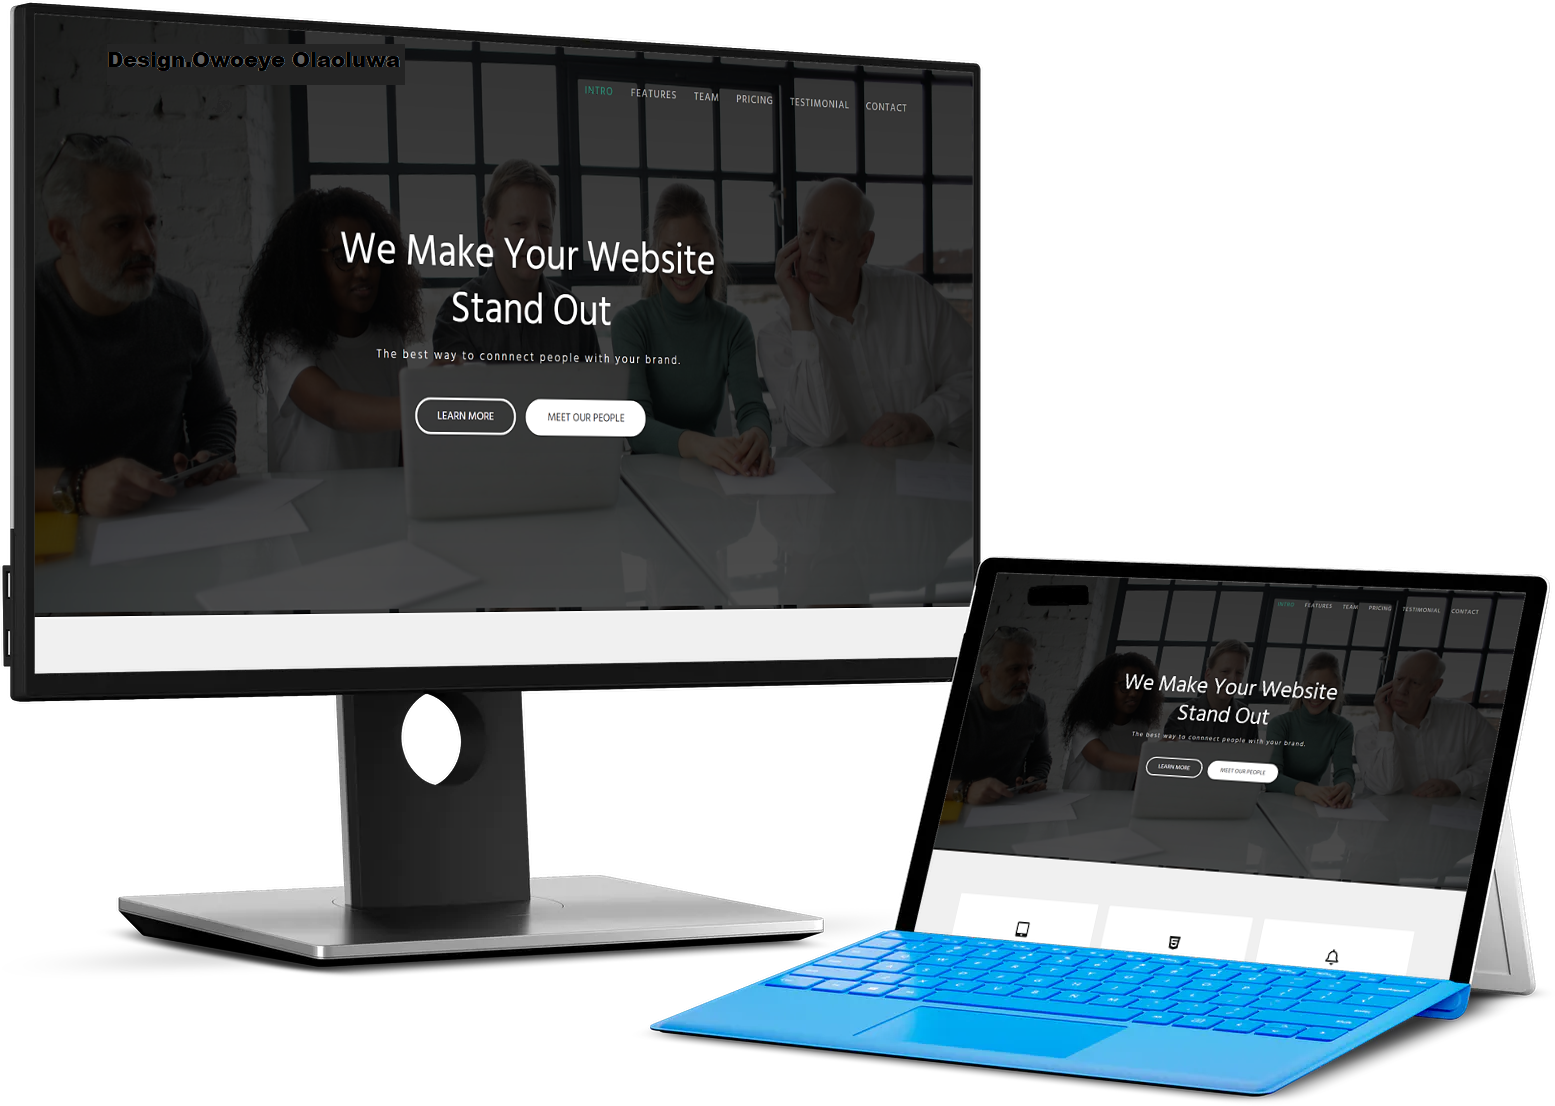 Design.Owoeye Olaoluwa
INTRO FEATURES TEAM PRICING TESTIMONIAL CONTACT
We Make Your Website
Stand Out
The best way to connnect people with your brand.
LEARN MORE MEET OUR PEOPLE
INTRO FEATURES TEAM PRICING TESTIMONIAL CONTACT
We Make Your Website
Stand Out
The best way to connnect people with your brand.
LEARN MORE MEET OUR PEOPLE